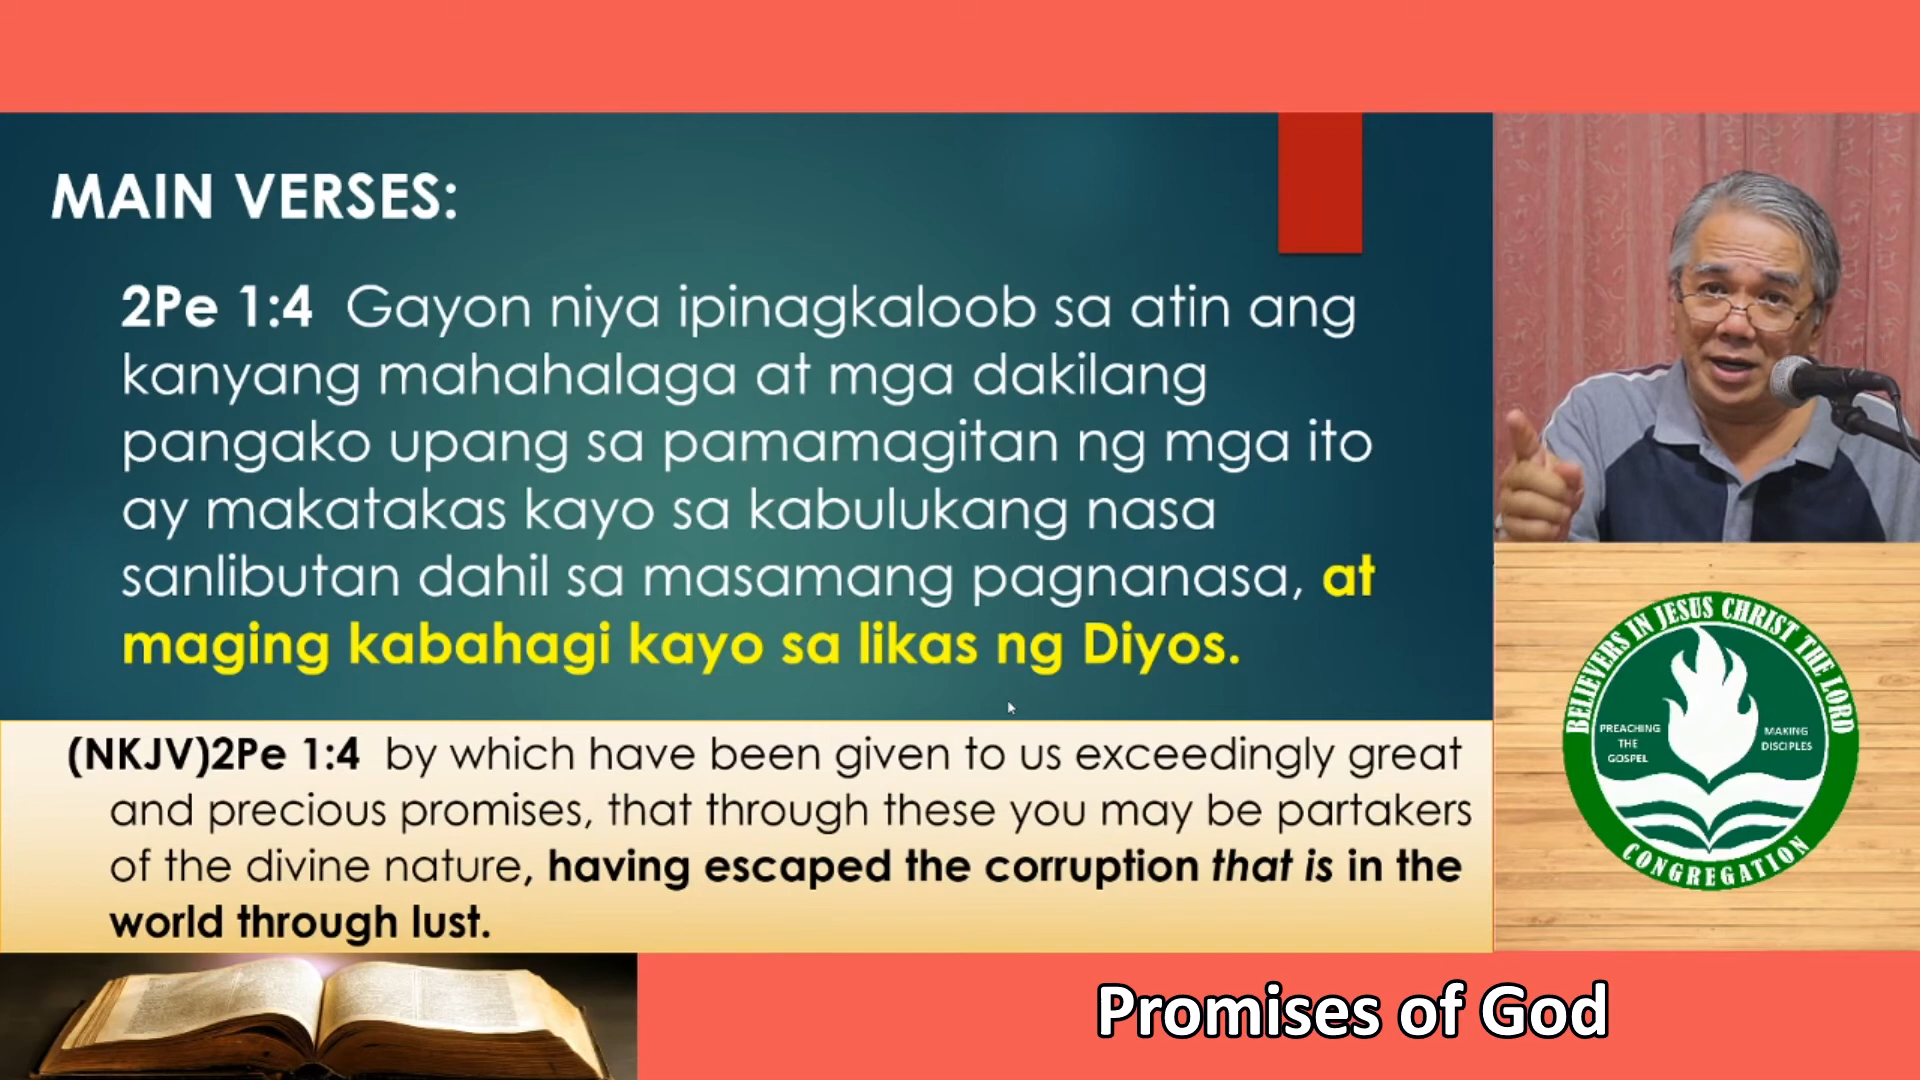 MAIN VERSES:
2Pe 1:4 Gayon niya ipinagkaloob sa atin ang
kanyang mahahalaga at mga dakilang
pangako upang sa pamamagitan ng mga ito
ay makatakas kayo sa kabulukang nasa
sanlibutan dahil sa masamang pagnanasa, at
maging kabahagi kayo sa likas ng Diyos.
(NKJV)2Pe 1:4 by which have been given to us exceedingly great
and precious promises, that through these you may be partakers
of the divine nature, having escaped the corruption that is in the
world through lust.
BELIEVERS IN JESUS CHRIST THE LORD
PREACHING
THE
GOSPEL
MAKING
DISCIPLES
CONGREGATION
Promises of God